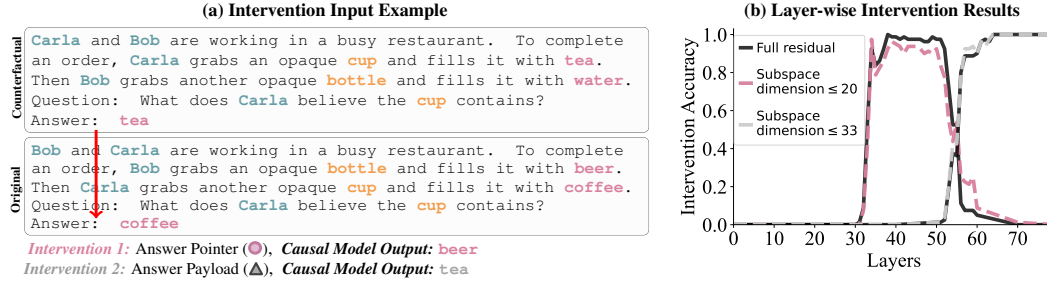 (a) Intervention Input Example
Counterfactual
Carla and Bob are working in a busy restaurant. To complete
an order, Carla grabs an opaque cup and fills it with tea.
Then Bob grabs another opaque bottle and fills it with water.
Question: What does Carla believe the cup contains?
Answer: tea
Original
Bob and Carla are working in a busy restaurant. To complete
an order, Bob grabs an opaque bottle and fills it with beer.
Then Carla grabs another opaque cup and fills it with coffee.
Question: What does Carla believe the cup contains?
Answer: coffee
Intervention 1: Answer Pointer (), Causal Model Output: beer
Intervention 2: Answer Payload (), Causal Model Output: tea
(b) Layer-wise Intervention Results
Intervention Accuracy
1.0
0.8
0.6
0.4
0.2
0.0
Full residual
Subspace
dimension ≤ 20
Subspace
dimension ≤ 33
0 10 20 30 40 50 60 70
Layers